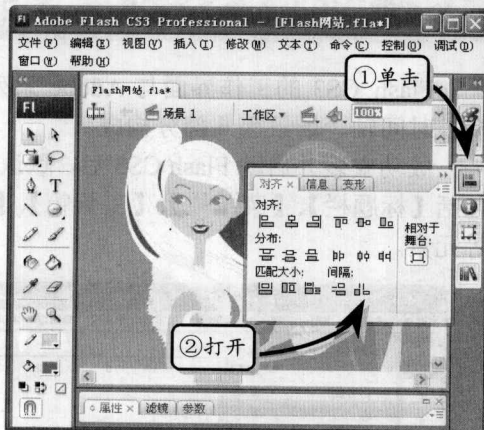 Adobe Flash CS3 Professional - [Flash网站.fla*]
文件(F) 编辑(E) 视图(V) 插入(I) 修改(M) 文本(T) 命令(C) 控制(O) 调试(D)
窗口(W) 帮助(H)
①单击
Flash网站.fla*
Fl
场景 1 工作区 100%
T
对齐 × 信息 变形
对齐:
相对于
舞台:
分布:
匹配大小: 间隔:
②打开
属性 × 滤镜 参数